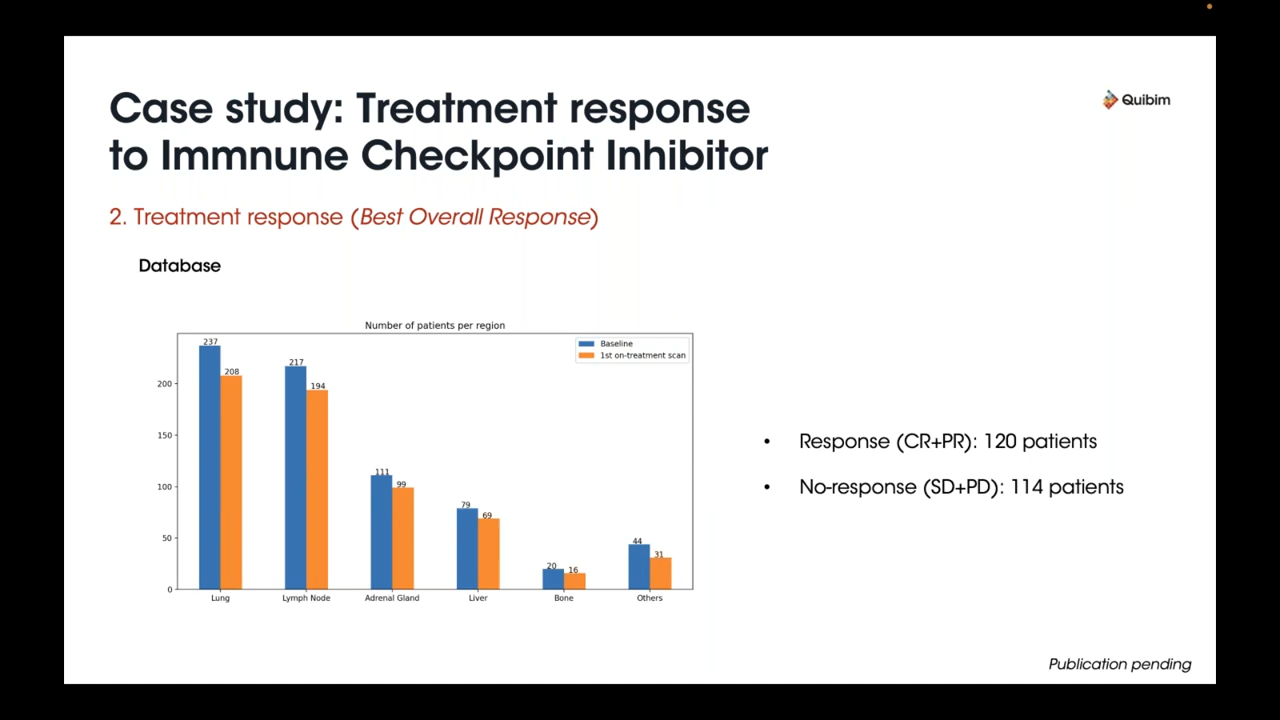 Case study: Treatment response
to Immnune Checkpoint Inhibitor
Quibim
2. Treatment response (Best Overall Response)
Database
Number of patients per region
Baseline
1st on-treatment scan
237
208
217
194
111
99
79
69
20
16
44
31
200
150
100
50
0
Lung
Lymph Node
Adrenal Gland
Liver
Bone
Others
• Response (CR+PR): 120 patients
• No-response (SD+PD): 114 patients
Publication pending